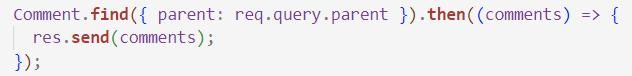 Comment.find({ parent: req.query.parent }).then((comments) => {
  res.send(comments);
});